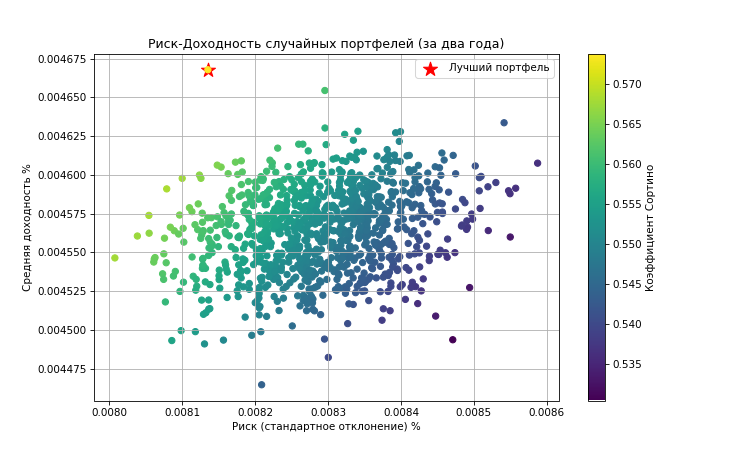 Риск-Доходность случайных портфелей (за два года)
Лучший портфель
0.004675
0.004650
0.004625
0.004600
0.004575
0.004550
0.004525
0.004500
0.004475
Средняя доходность %
0.0080 0.0081 0.0082 0.0083 0.0084 0.0085 0.0086
Риск (стандартное отклонение) %
0.570
0.565
0.560
0.555
0.550
0.545
0.540
0.535
Коэффициент Сортино